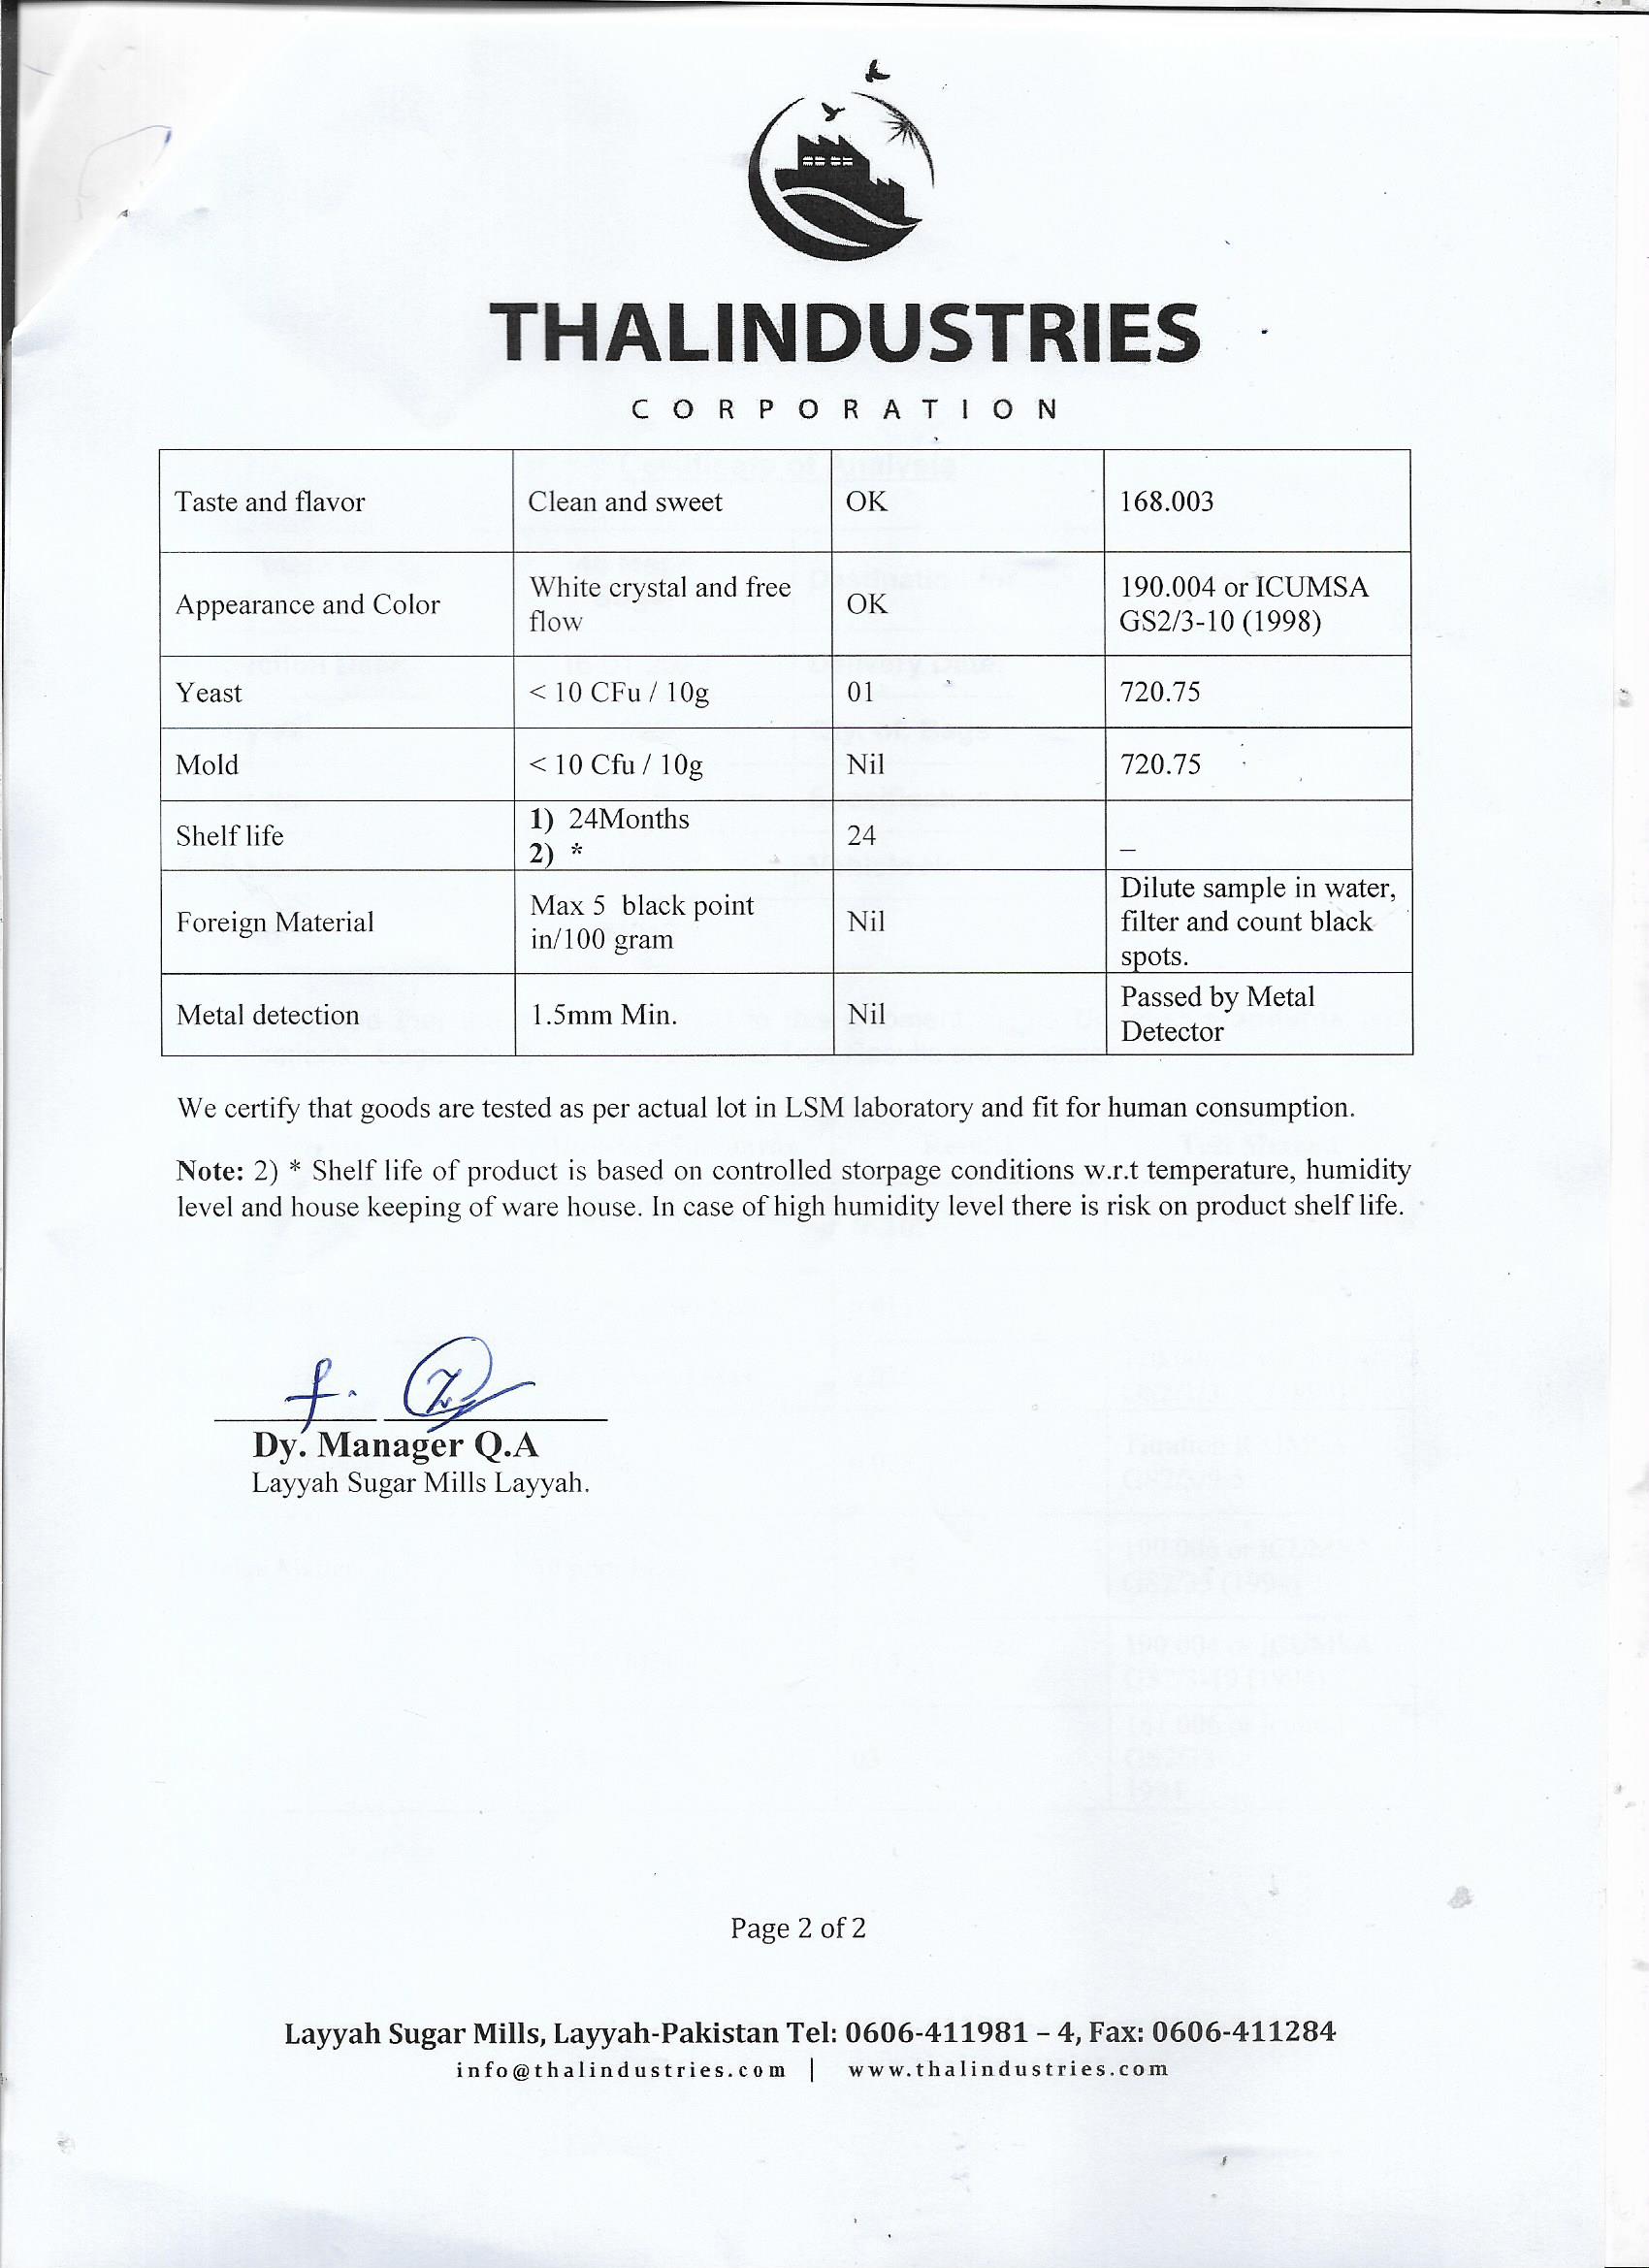 THALINDUSTRIES
CORPORATION
Taste and flavor Clean and sweet OK 168.003
Appearance and Color White crystal and free flow OK 190.004 or ICUMSA GS2/3-10 (1998)
Yeast < 10 CFu / 10g 01 720.75
Mold < 10 Cfu / 10g Nil 720.75
Shelf life 1) 24Months 2) * 24 –
Foreign Material Max 5 black point in/100 gram Nil Dilute sample in water, filter and count black spots.
Metal detection 1.5mm Min. Nil Passed by Metal Detector
We certify that goods are tested as per actual lot in LSM laboratory and fit for human consumption.
Note: 2) * Shelf life of product is based on controlled storpage conditions w.r.t temperature, humidity
level and house keeping of ware house. In case of high humidity level there is risk on product shelf life.
Dy. Manager Q.A
Layyah Sugar Mills Layyah.
Page 2 of 2
Layyah Sugar Mills, Layyah-Pakistan Tel: 0606-411981 – 4, Fax: 0606-411284
info@thalindustries.com | www.thalindustries.com